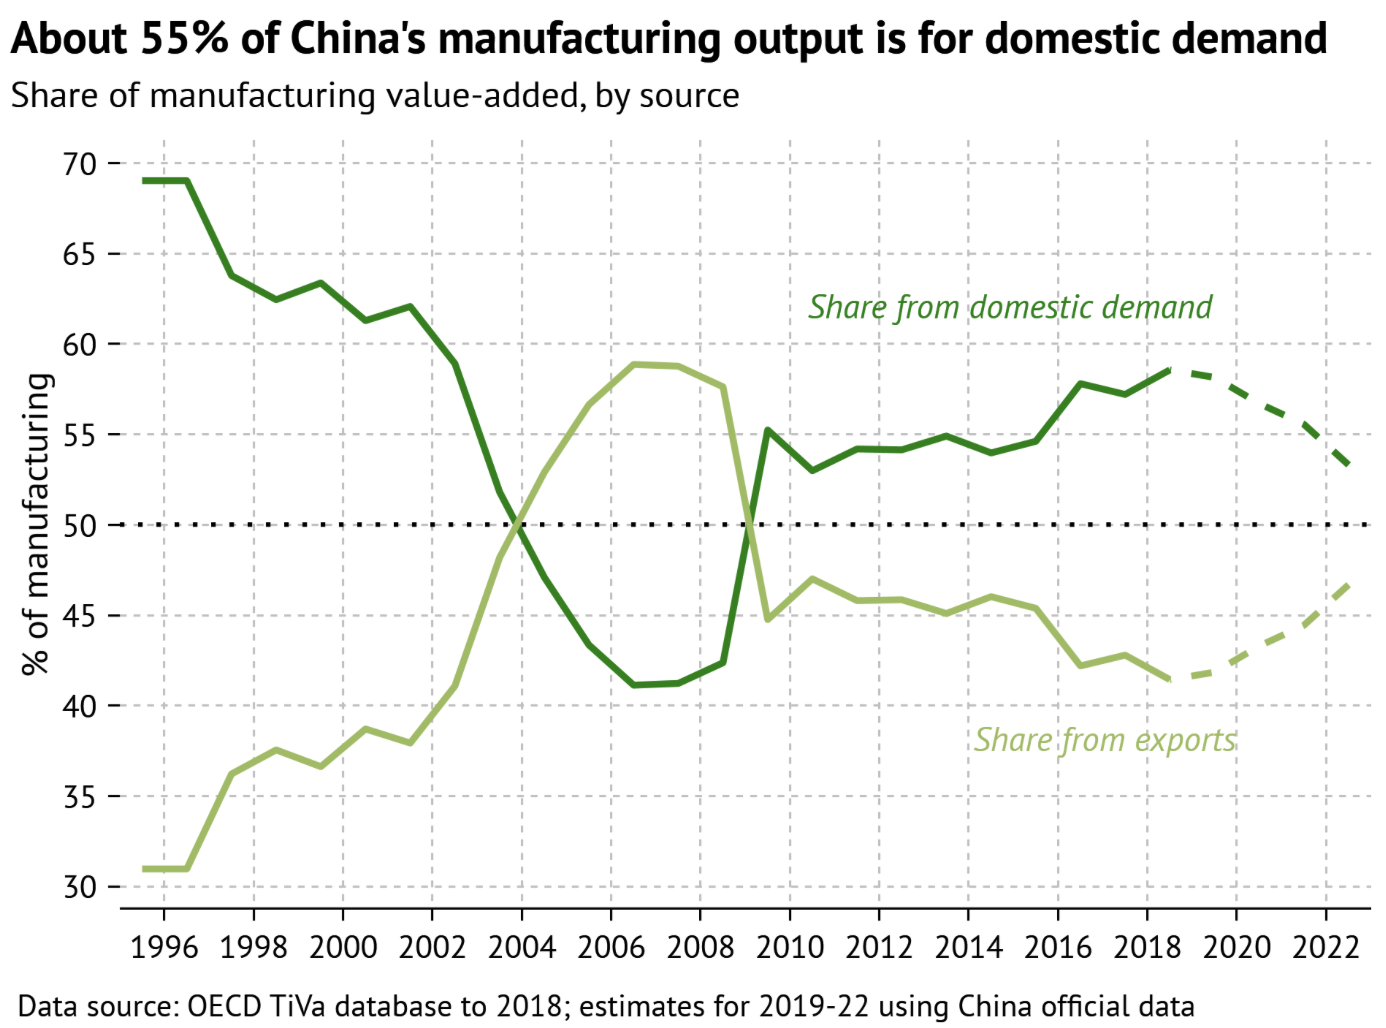 About 55% of China's manufacturing output is for domestic demand
Share of manufacturing value-added, by source
% of manufacturing
70
65
60
55
50
45
40
35
30
Share from domestic demand
Share from exports
1996 1998 2000 2002 2004 2006 2008 2010 2012 2014 2016 2018 2020 2022
Data source: OECD TiVa database to 2018; estimates for 2019-22 using China official data